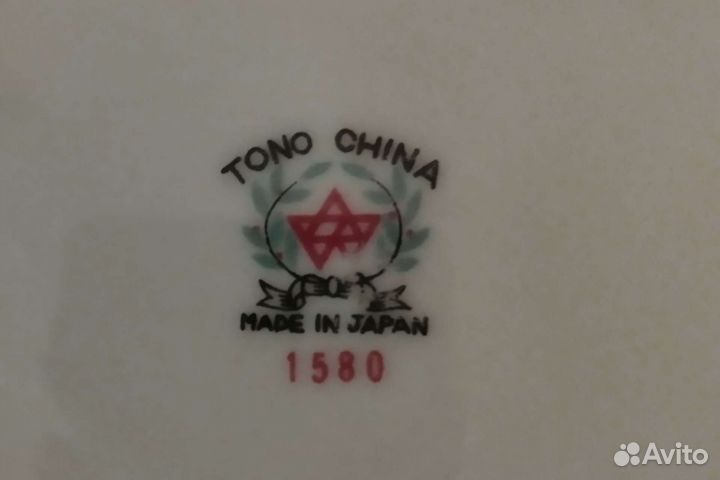 TONO CHINA
MADE IN JAPAN
1580
Avito